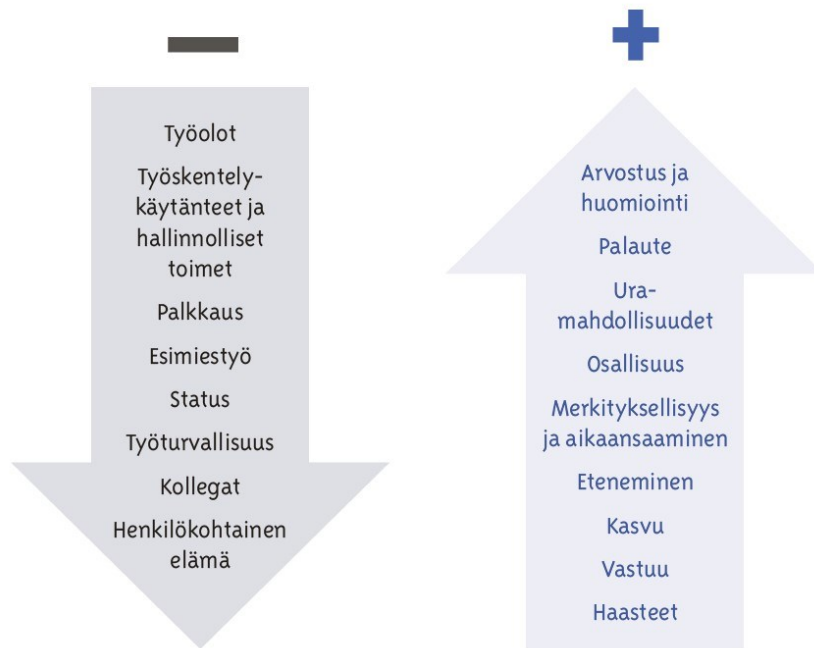 Työolot
Työskentely-
käytänteet ja
hallinnolliset
toimet
Palkkaus
Esimiestyö
Status
Työturvallisuus
Kollegat
Henkilökohtainen
elämä
Arvostus ja
huomiointi
Palaute
Ura-
mahdollisuudet
Osallisuus
Merkityksellisyys
ja aikaansaaminen
Eteneminen
Kasvu
Vastuu
Haasteet